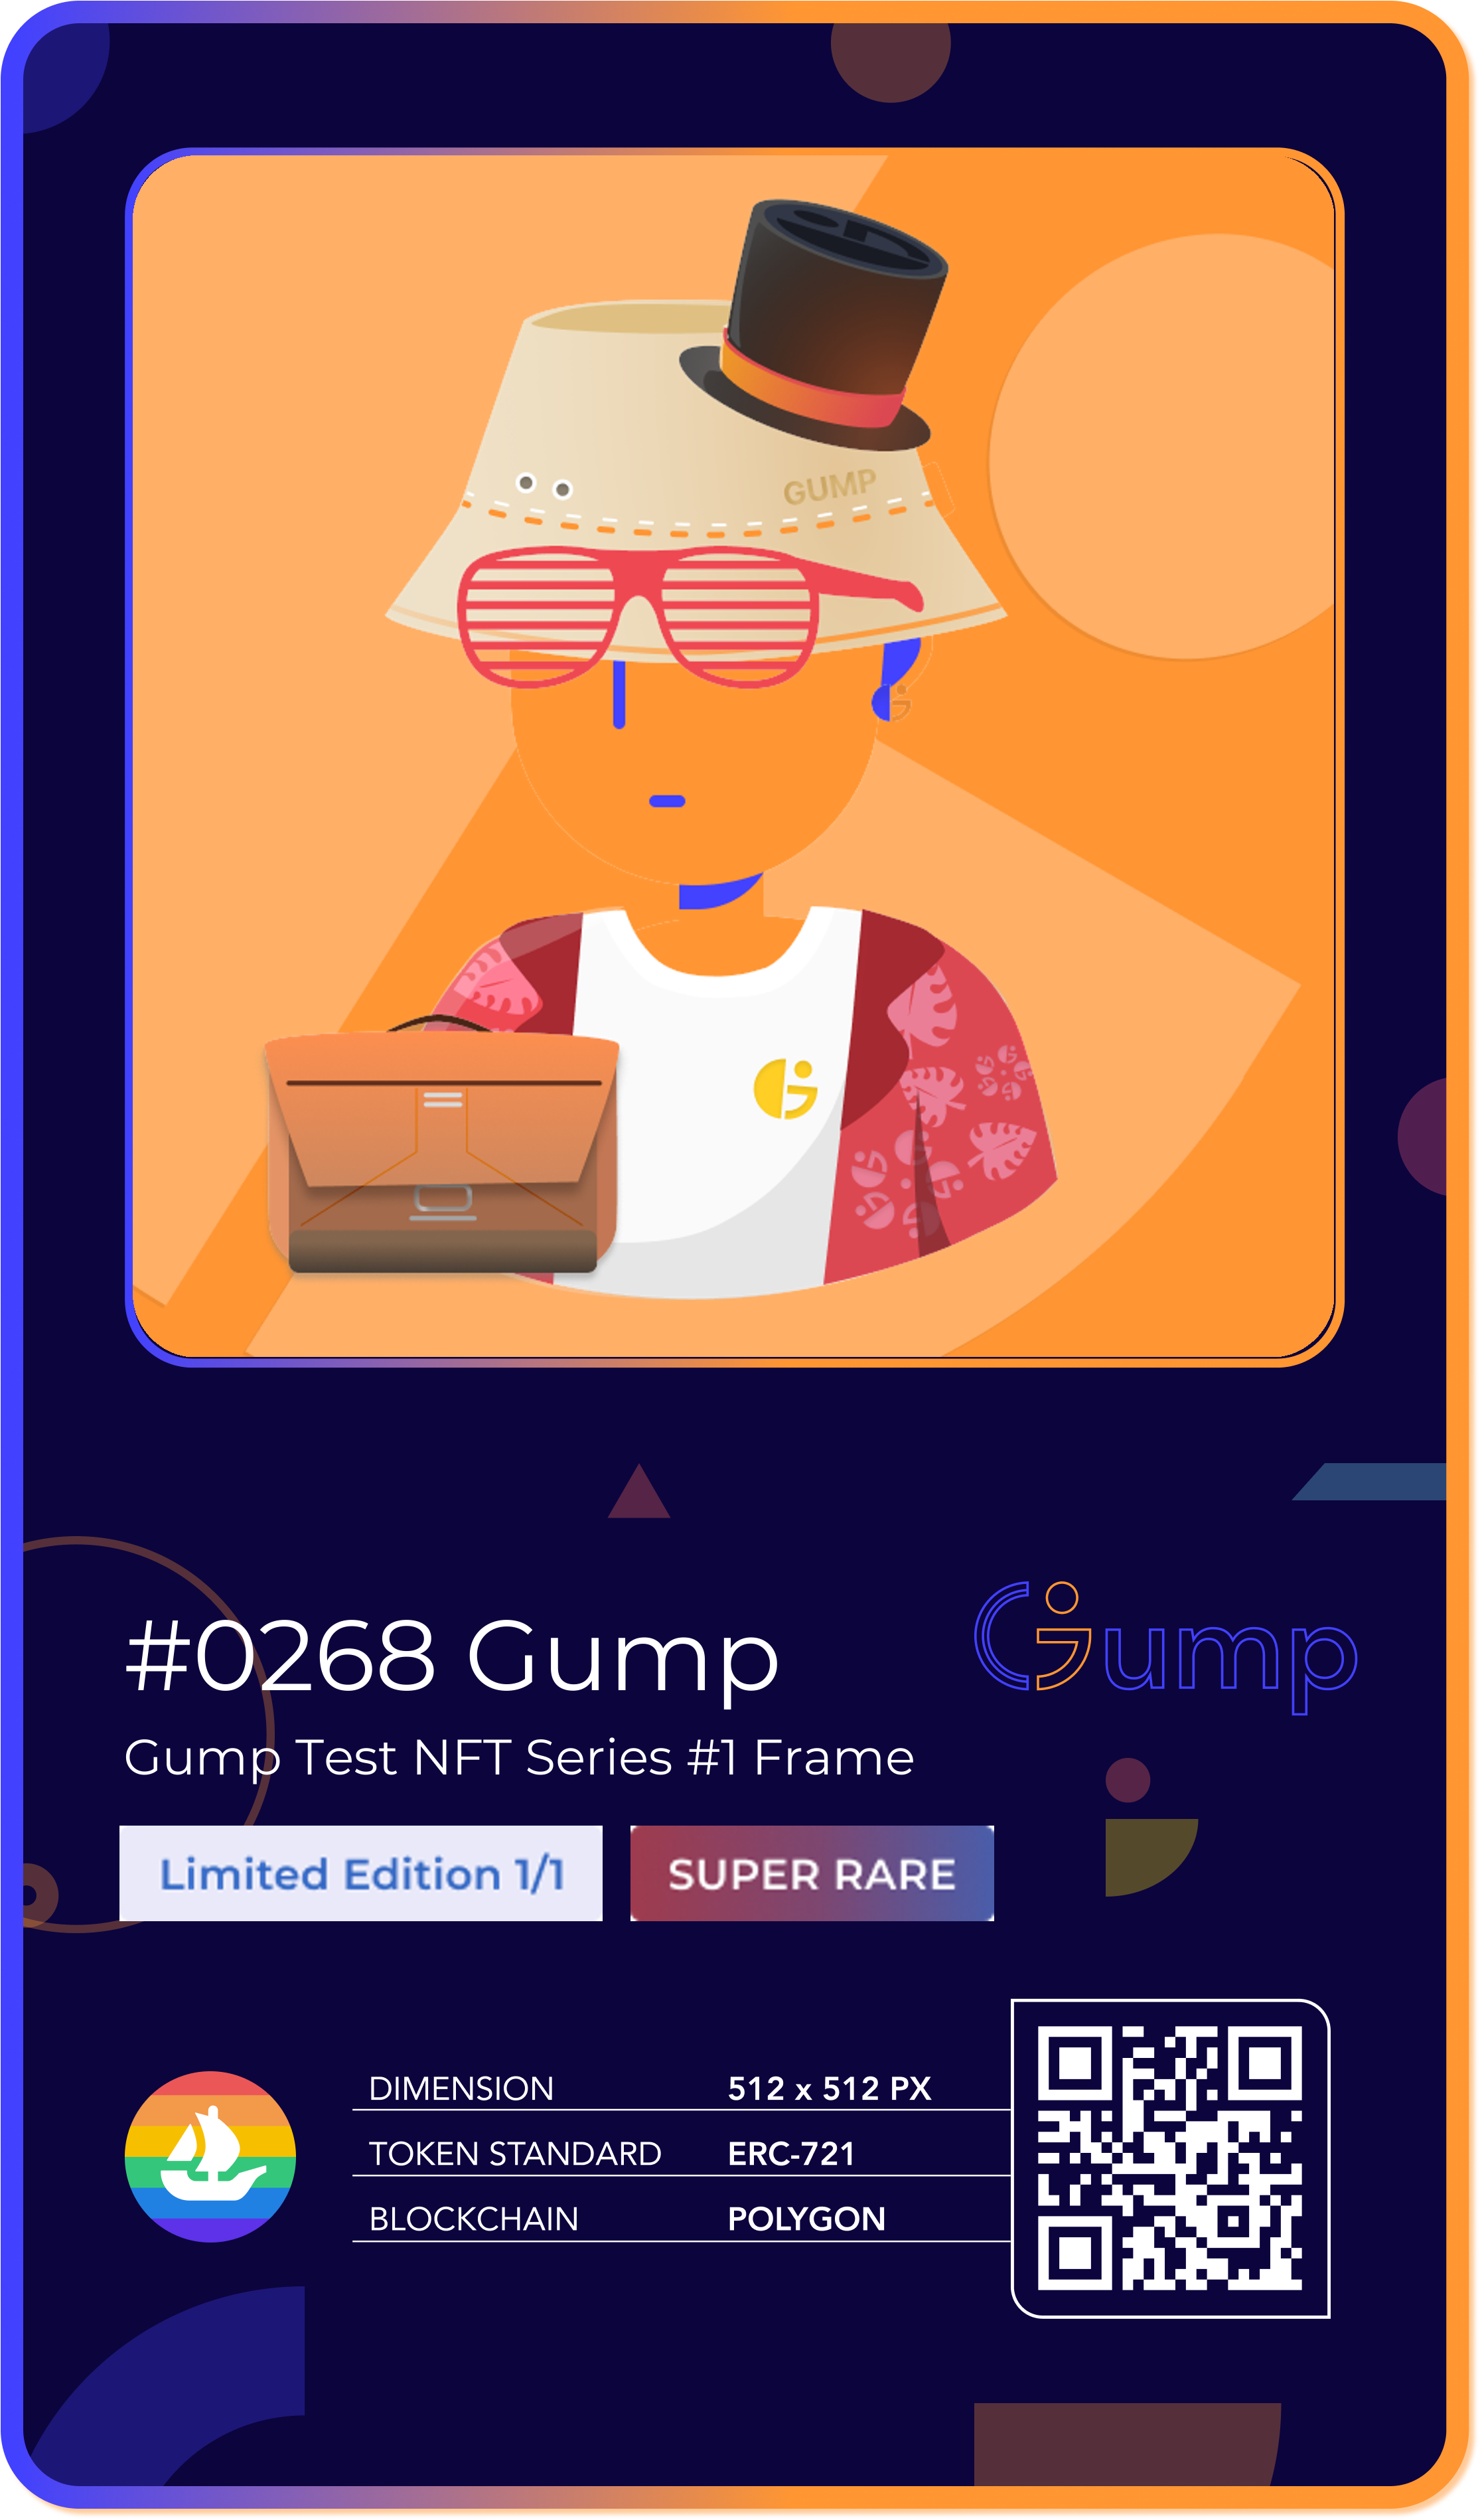 GUMP
#0268 Gump
Gump
Gump Test NFT Series #1 Frame
Limited Edition 1/1
SUPER RARE
DIMENSION 512 x 512 PX
TOKEN STANDARD ERC-721
BLOCKCHAIN POLYGON